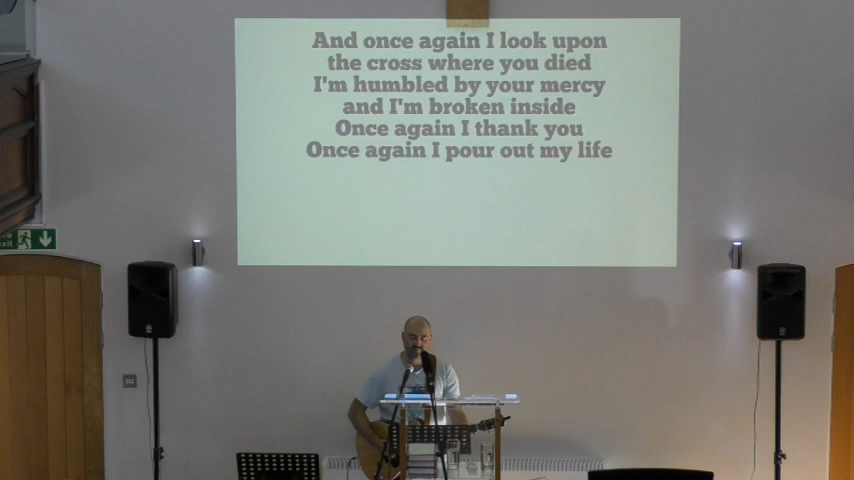 And once again I look upon
the cross where you died
I'm humbled by your mercy
and I'm broken inside
Once again I thank you
Once again I pour out my life
exit